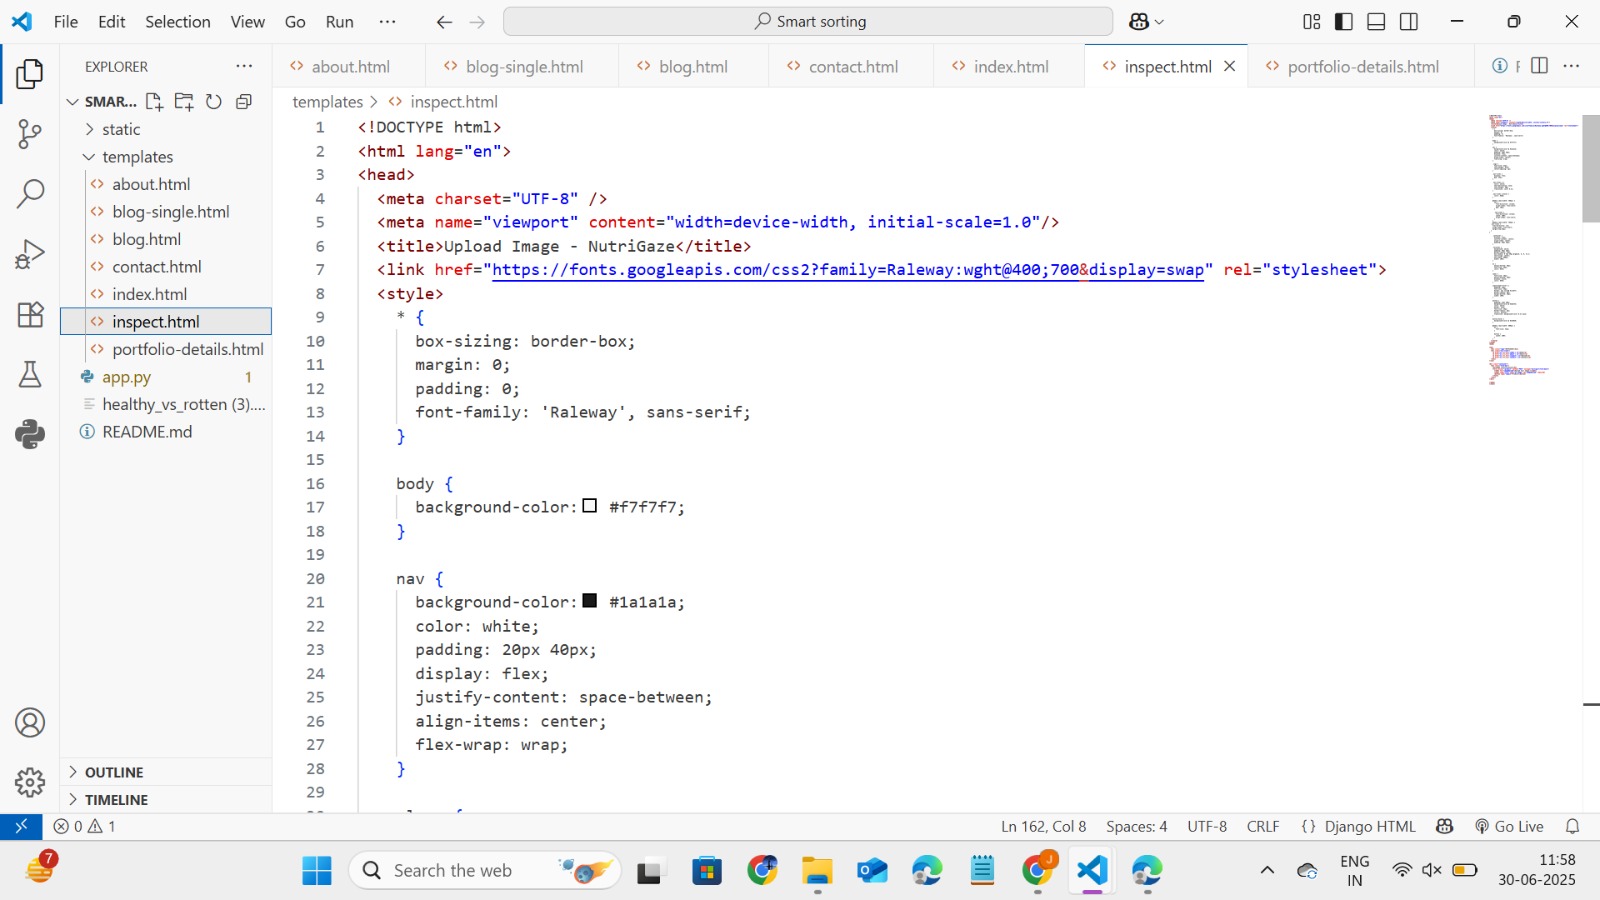 File Edit Selection View Go Run ··· Smart sorting
EXPLORER ···
SMAR...
static
templates
about.html
blog-single.html
blog.html
contact.html
index.html
inspect.html
portfolio-details.html
app.py 1
healthy_vs_rotten (3)....
README.md
OUTLINE
TIMELINE
about.html blog-single.html blog.html contact.html index.html inspect.html portfolio-details.html
templates > inspect.html
1 <!DOCTYPE html>
2 <html lang="en">
3 <head>
4 <meta charset="UTF-8" />
5 <meta name="viewport" content="width=device-width, initial-scale=1.0"/>
6 <title>Upload Image - NutriGaze</title>
7 <link href="https://fonts.googleapis.com/css2?family=Raleway:wght@400;700&display=swap" rel="stylesheet">
8 <style>
9 * {
10 box-sizing: border-box;
11 margin: 0;
12 padding: 0;
13 font-family: 'Raleway', sans-serif;
14 }
15
16 body {
17 background-color: #f7f7f7;
18 }
19
20 nav {
21 background-color: #1a1a1a;
22 color: white;
23 padding: 20px 40px;
24 display: flex;
25 justify-content: space-between;
26 align-items: center;
27 flex-wrap: wrap;
28 }
29
0 1 Ln 162, Col 8 Spaces: 4 UTF-8 CRLF {} Django HTML Go Live
7 Search the web J ENG IN 11:58 30-06-2025